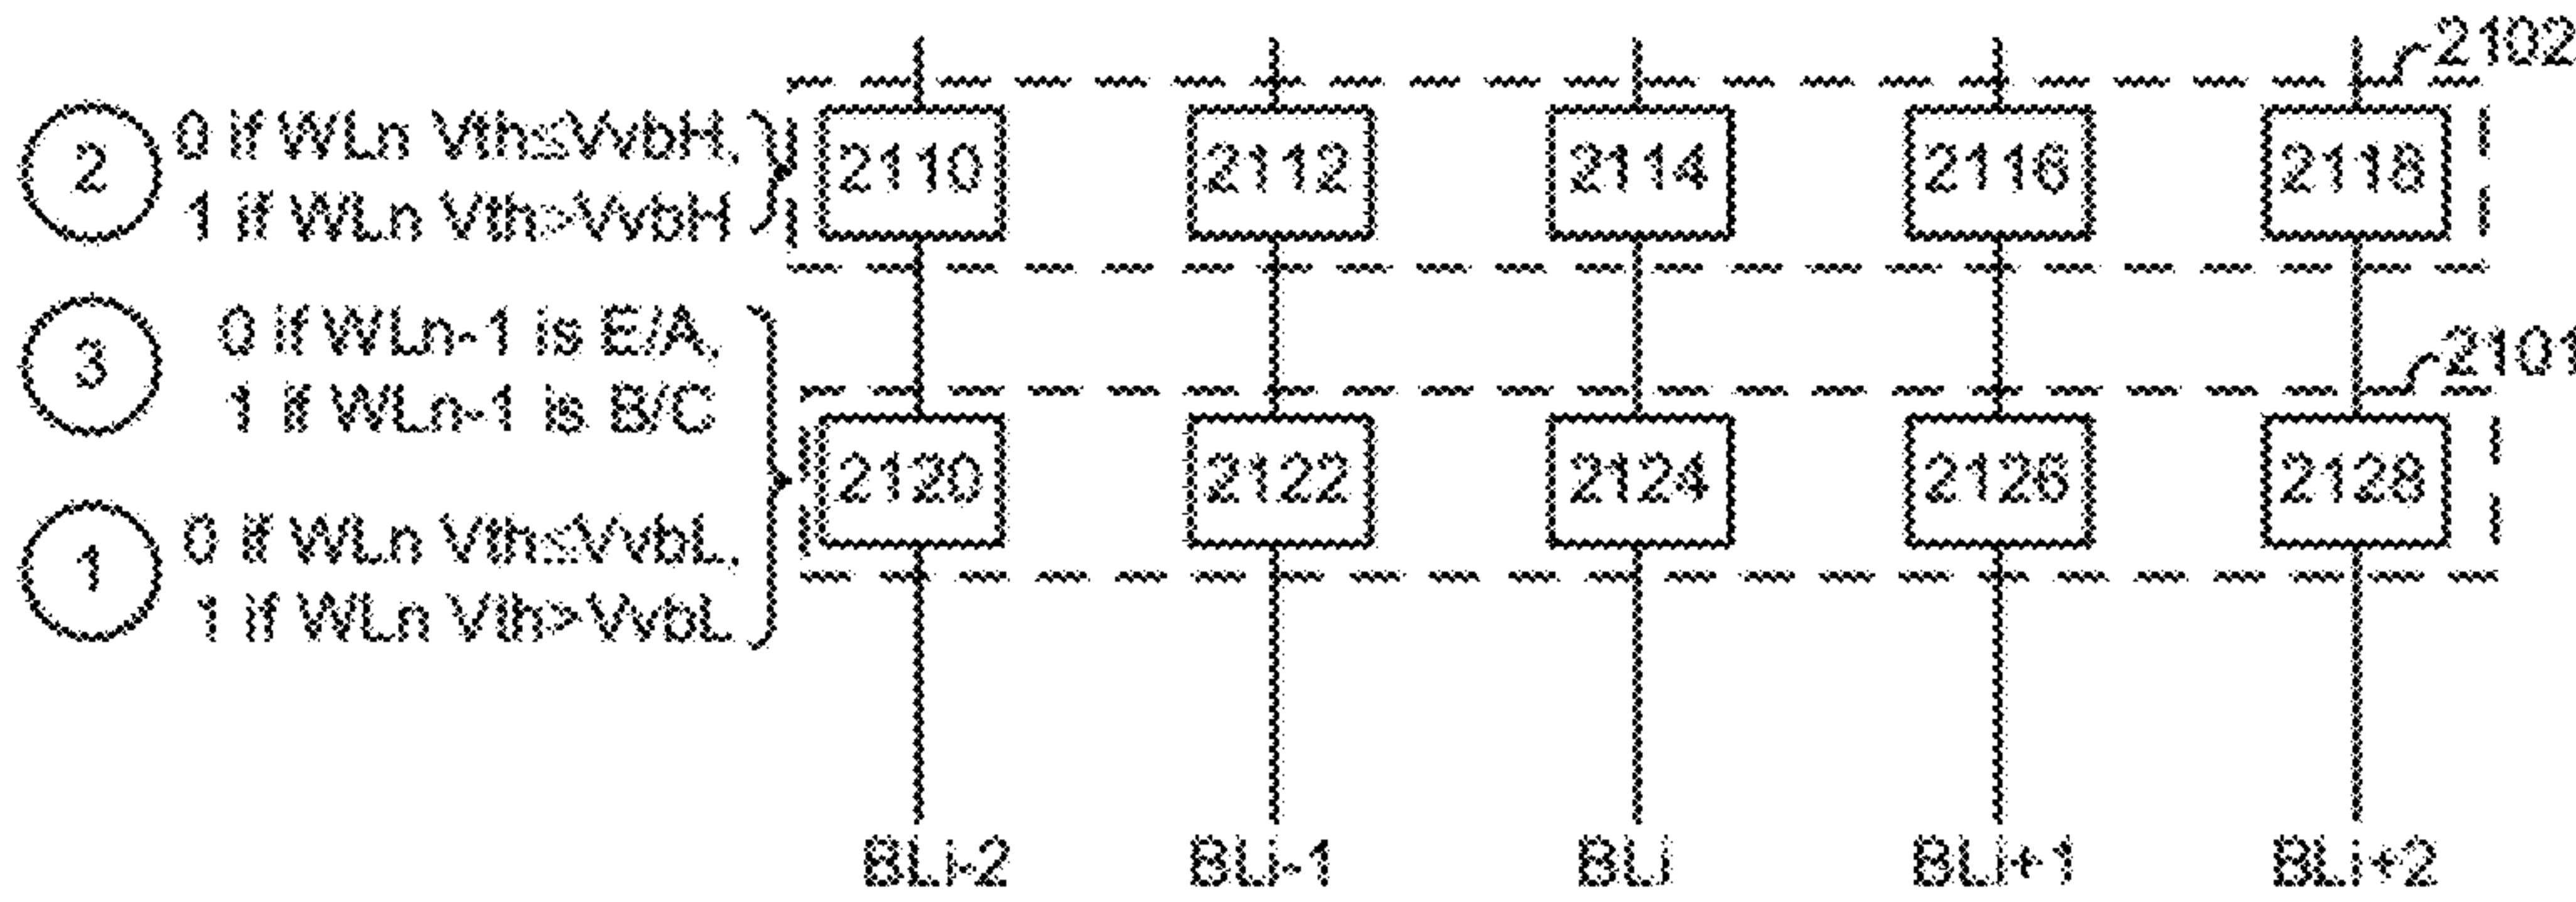 2102
2 0 if WLn Vth≤VvbH, 2110 2112 2114 2116 2118
1 if WLn Vth>VvbH
3 0 if WLn-1 is E/A,
1 if WLn-1 is B/C
2101
2120 2122 2124 2126 2128
1 0 if WLn Vth≤VvbL,
1 if WLn Vth>VvbL
BLi-2 BLi-1 BLi BLi+1 BLi+2